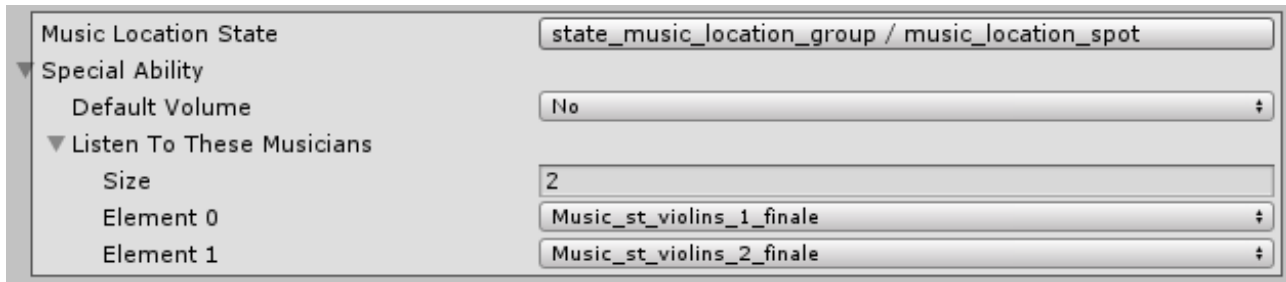 Music Location State state_music_location_group / music_location_spot
Special Ability
Default Volume No
Listen To These Musicians
Size 2
Element 0 Music_st_violins_1_finale
Element 1 Music_st_violins_2_finale